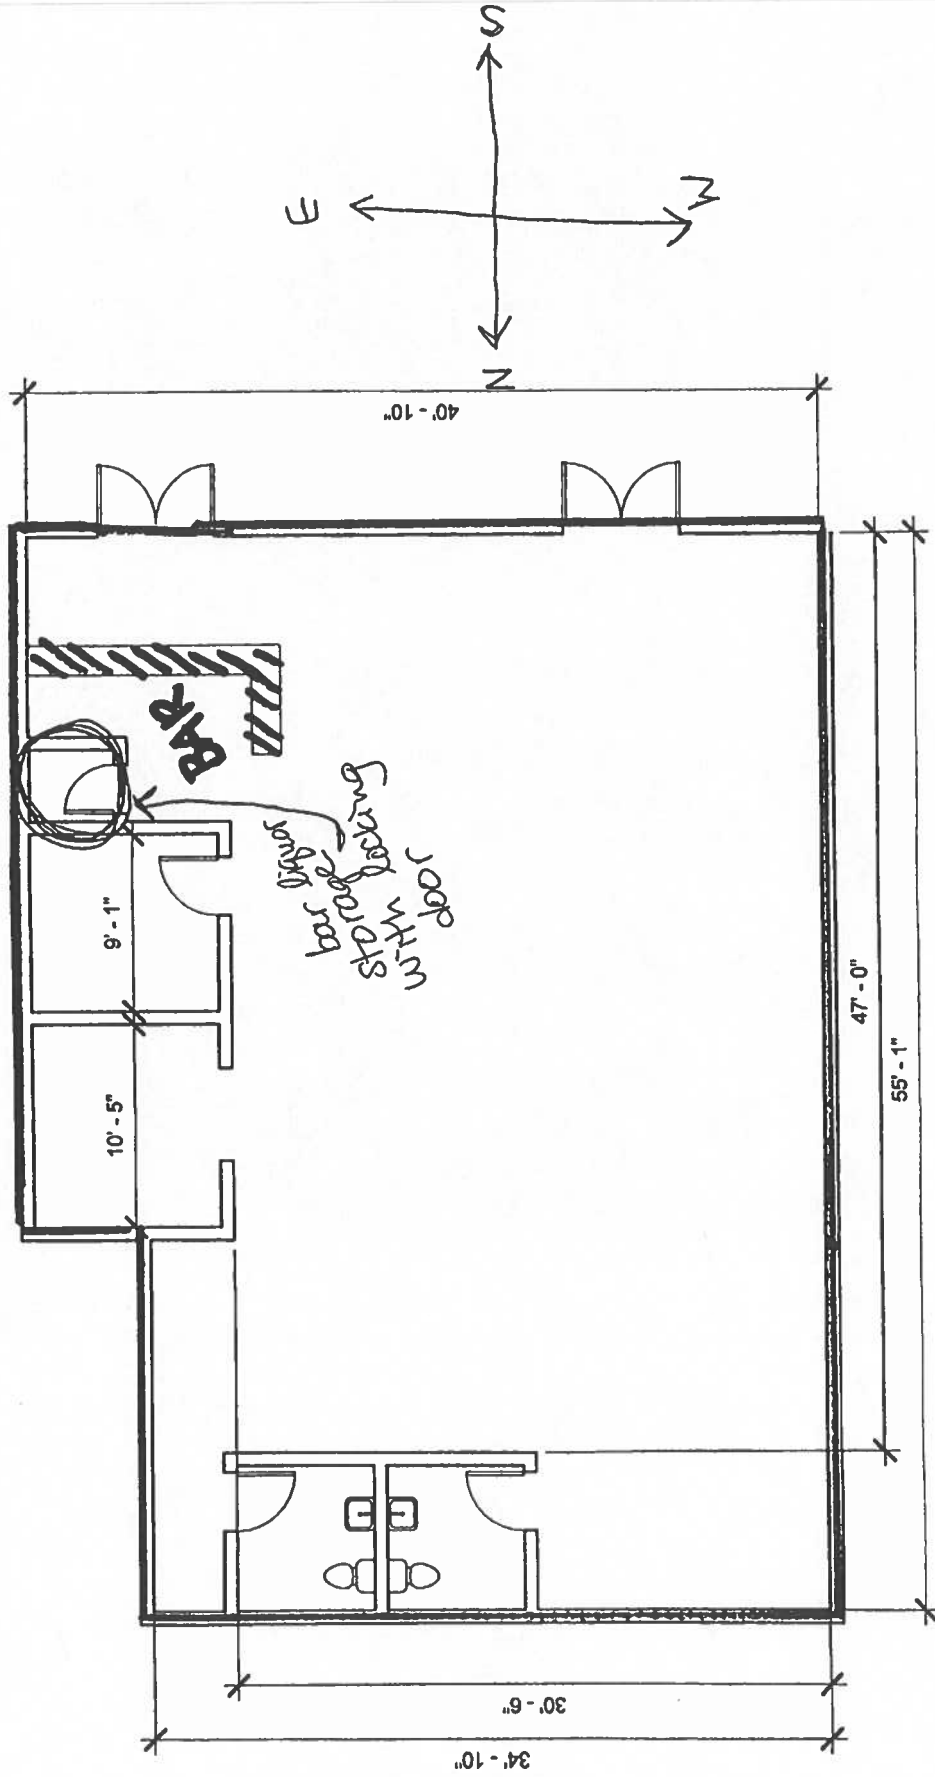 S
E
W
N
40' - 10"
BAR
bar liquor
storage
with locking
door
9' - 1"
10' - 5"
47' - 0"
55' - 1"
30' - 6"
34' - 10"